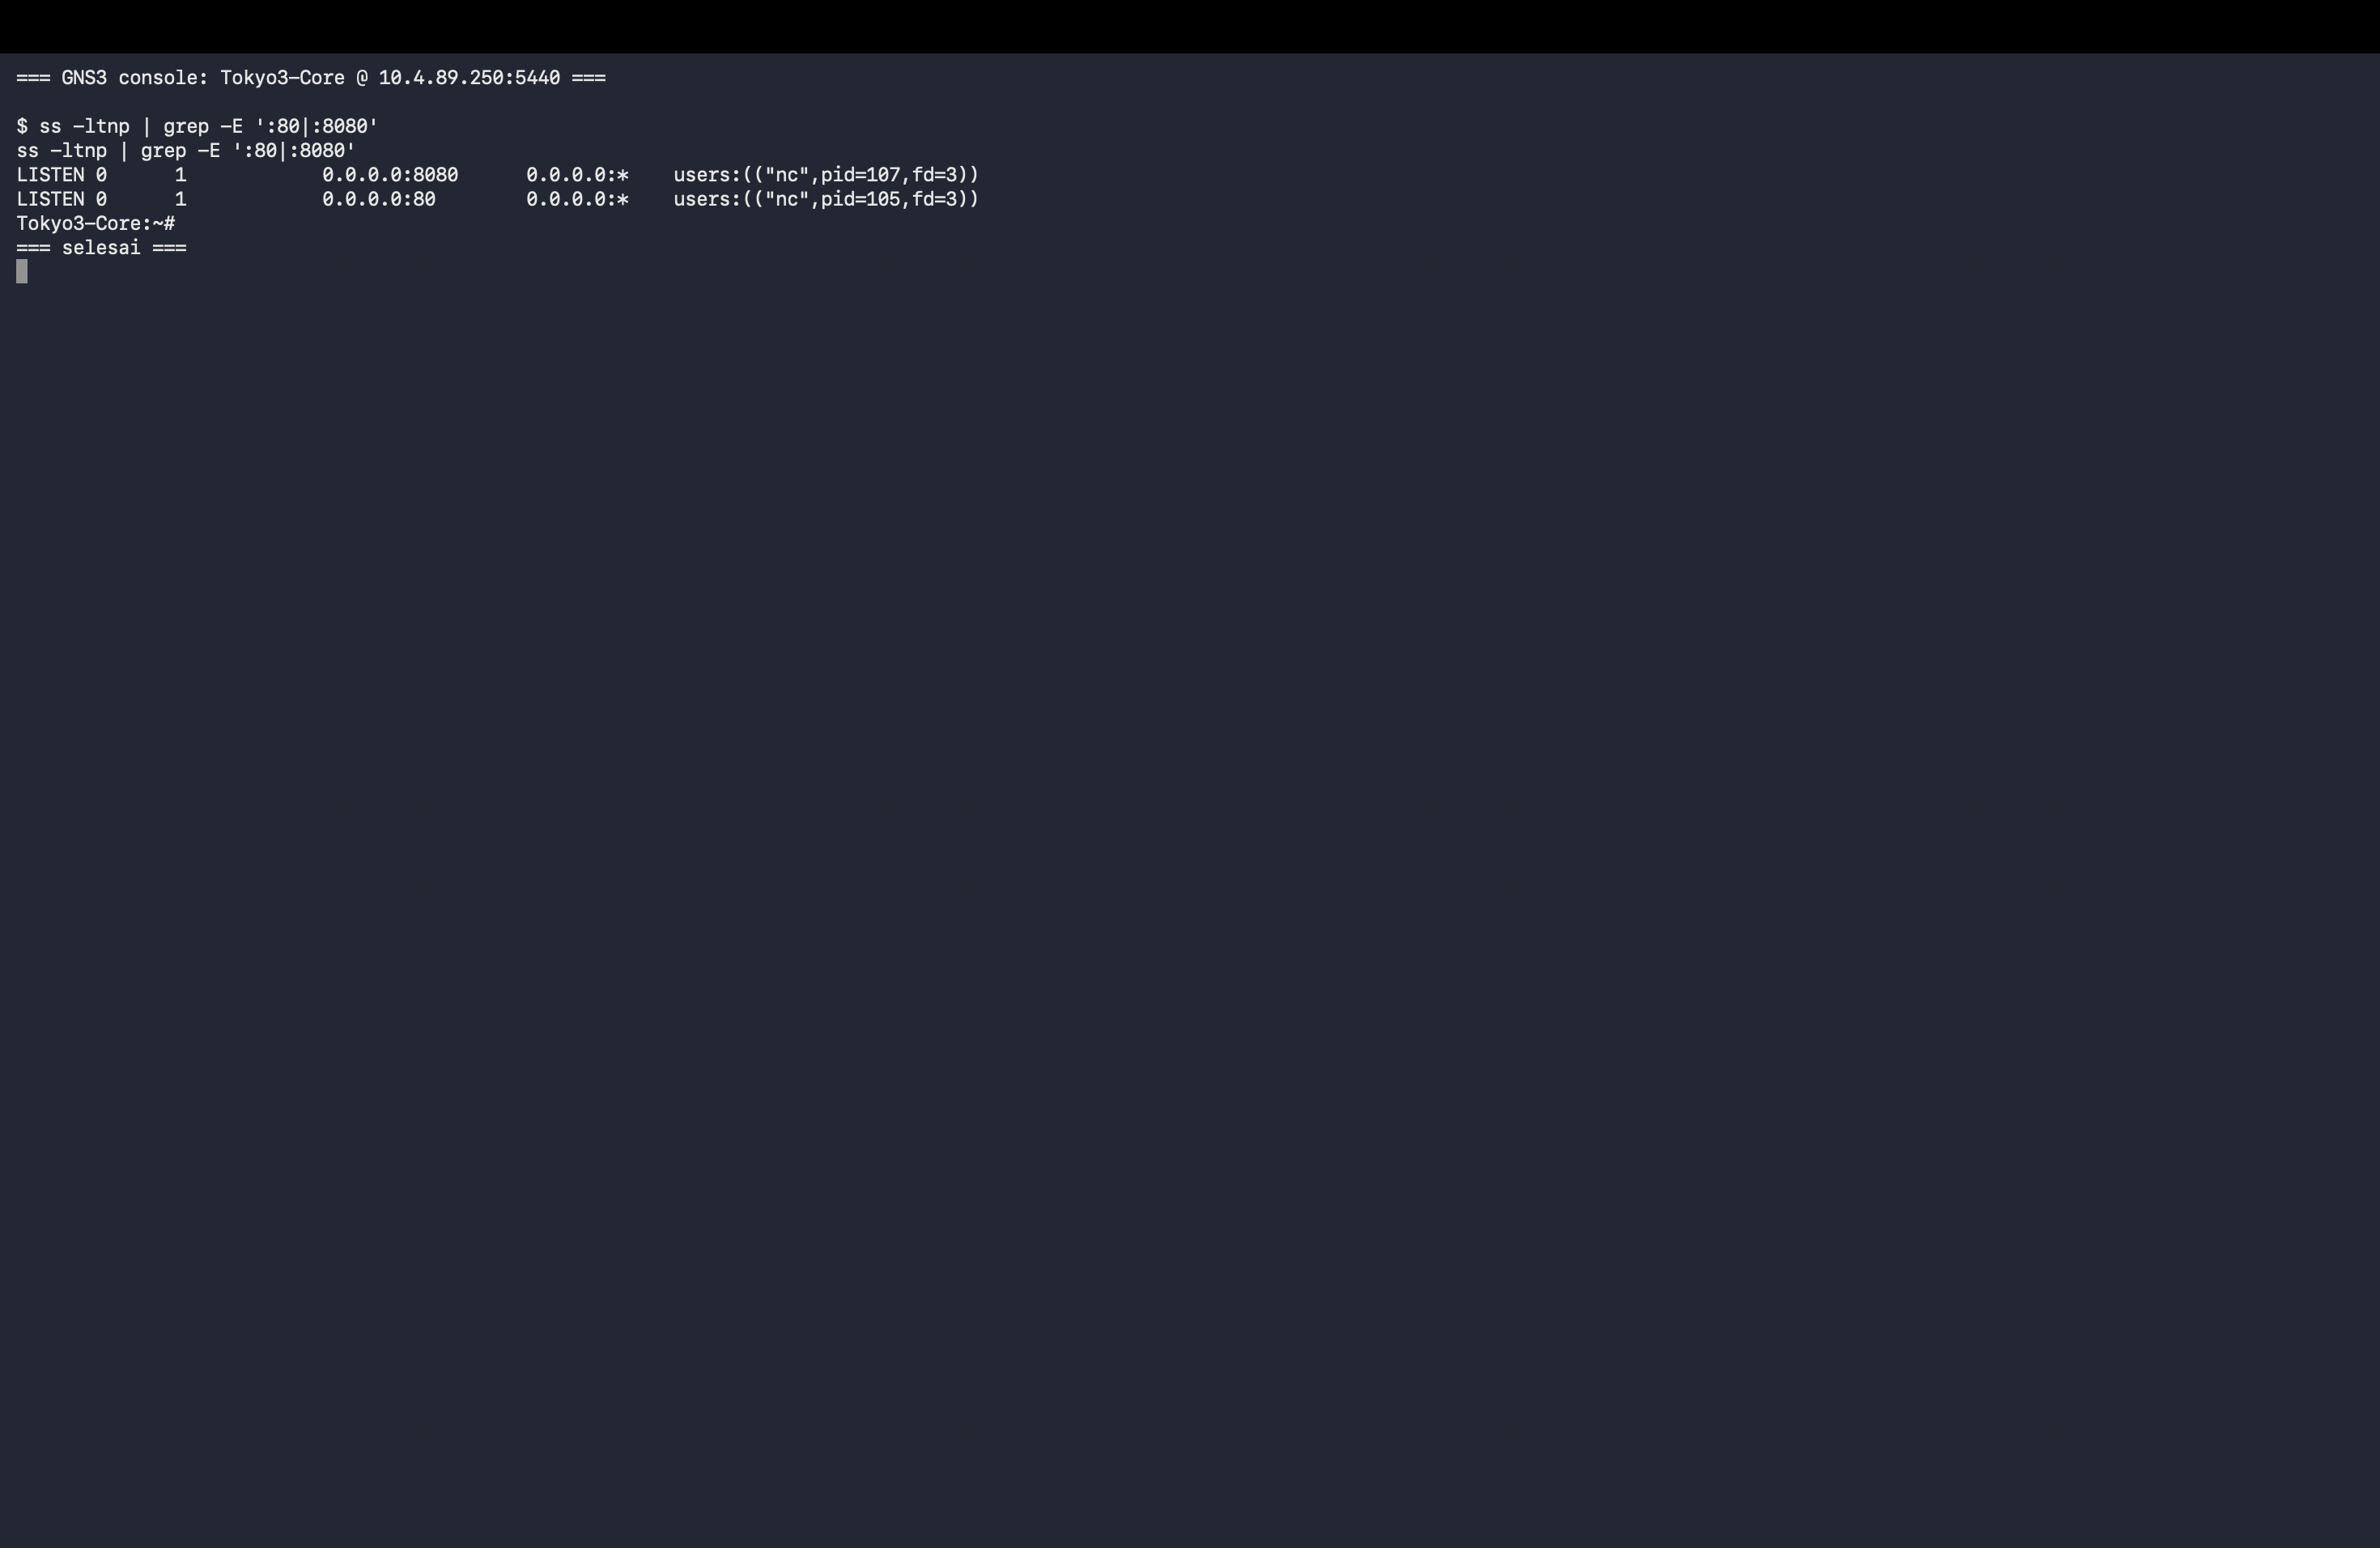 === GNS3 console: Tokyo3-Core @ 10.4.89.250:5440 ===
$ ss -ltnp | grep -E ':80|:8080'
ss -ltnp | grep -E ':80|:8080'
LISTEN 0      1            0.0.0.0:8080      0.0.0.0:*    users:(("nc",pid=107,fd=3))
LISTEN 0      1            0.0.0.0:80        0.0.0.0:*    users:(("nc",pid=105,fd=3))
Tokyo3-Core:~#
=== selesai ===